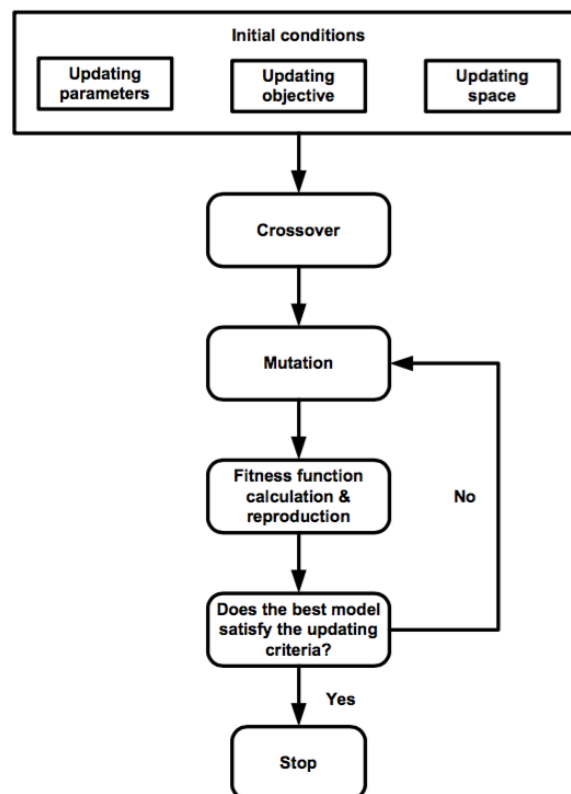 Initial conditions
Updating
parameters
Updating
objective
Updating
space
Crossover
Mutation
Fitness function
calculation &
reproduction
No
Does the best model
satisfy the updating
criteria?
Yes
Stop